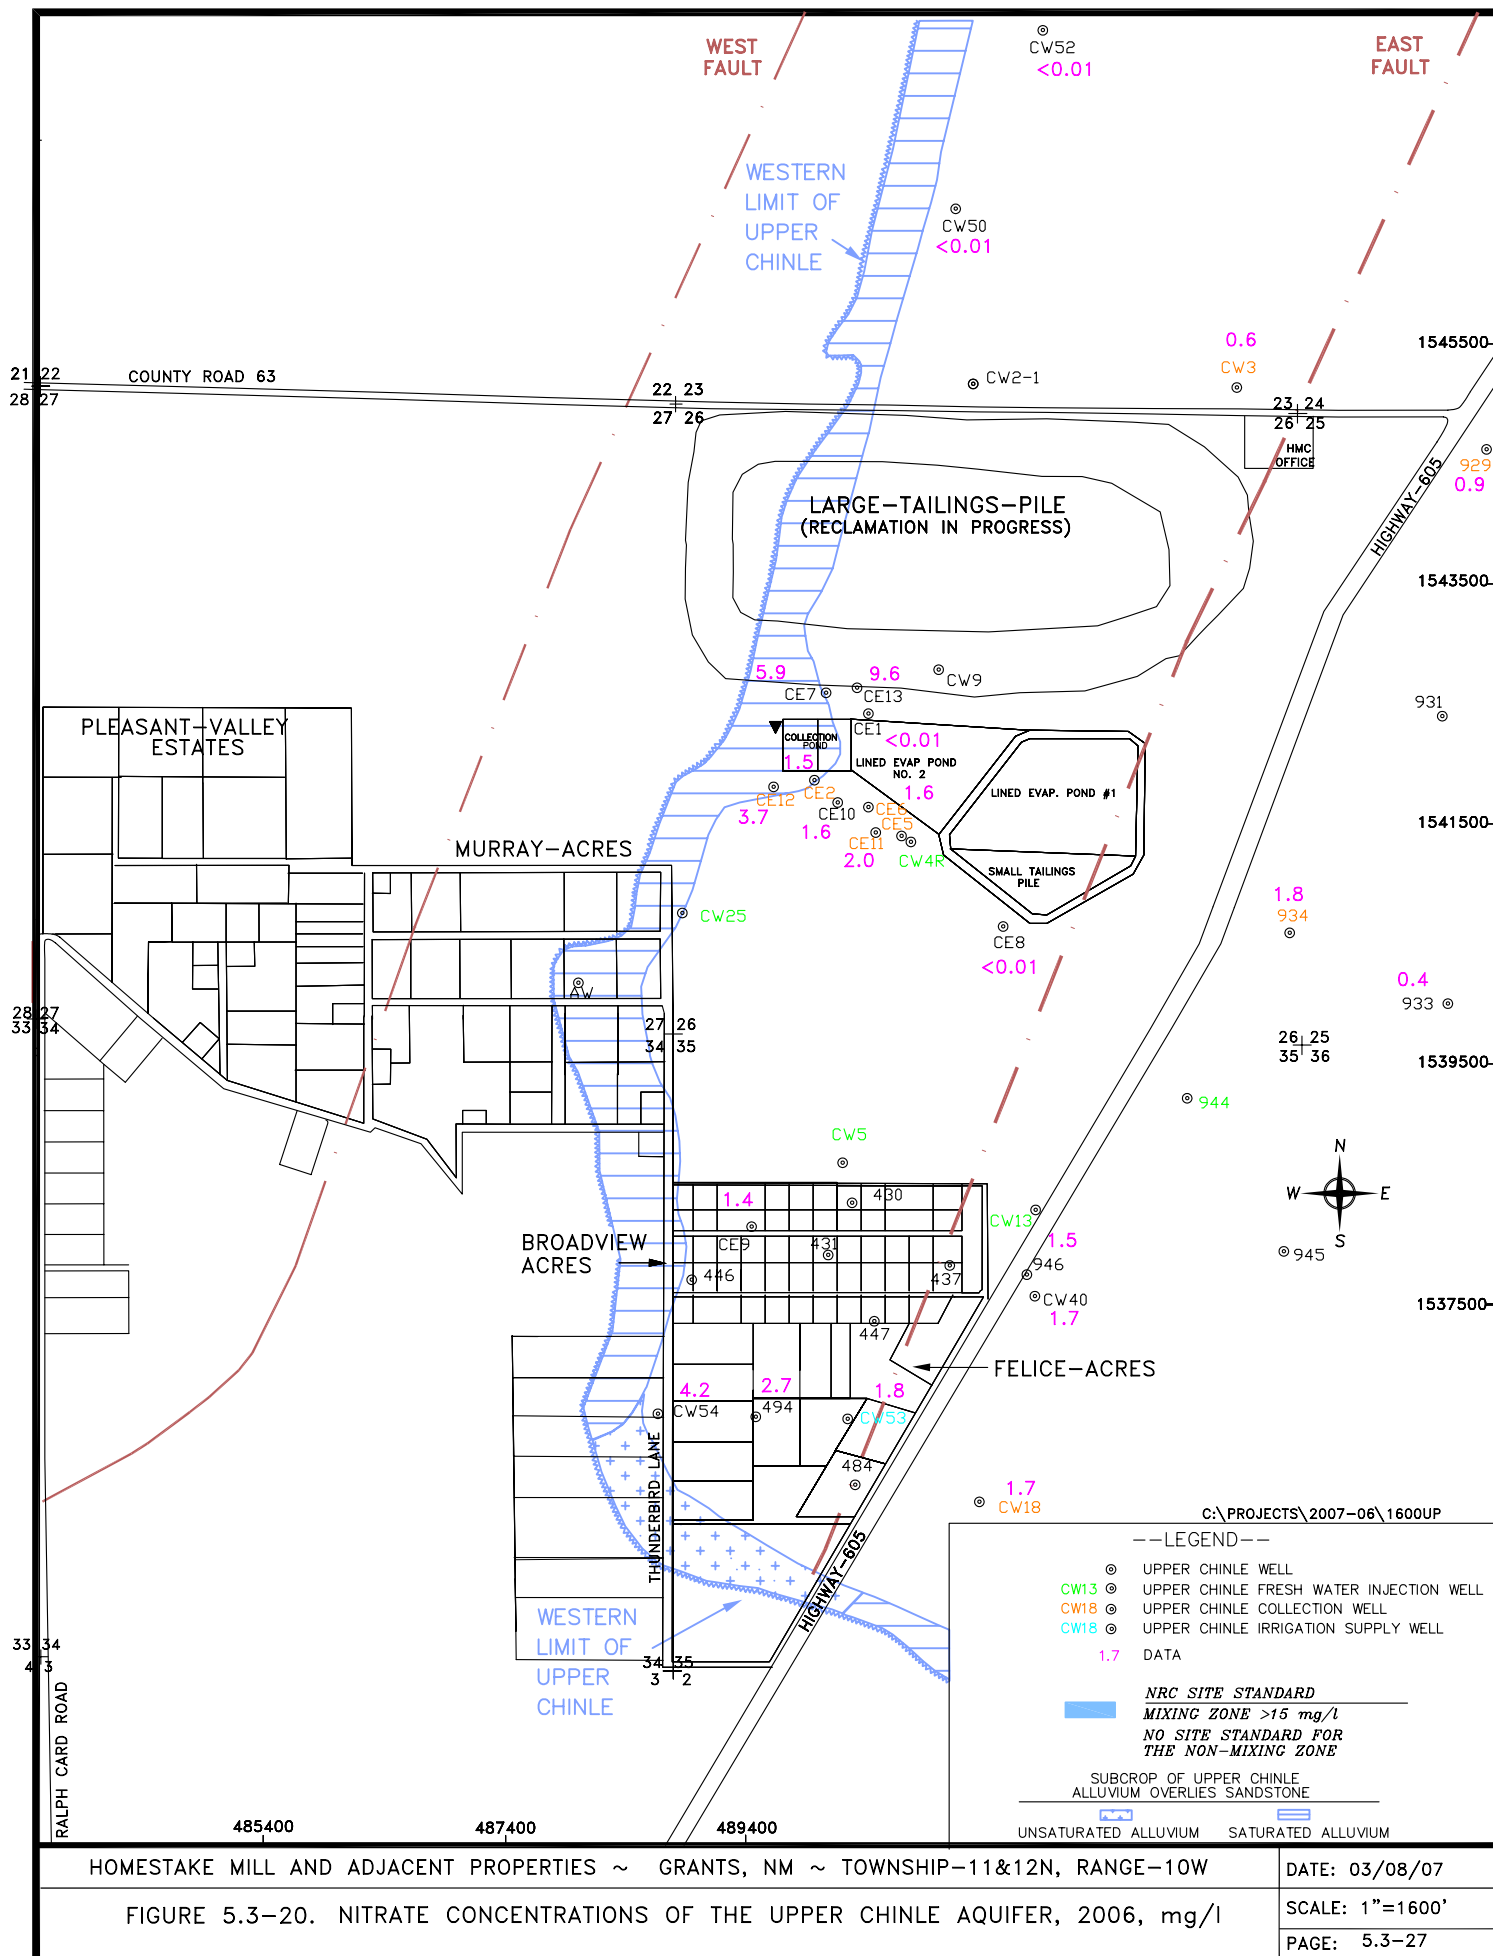 WEST
FAULT
EAST
FAULT
CW52
<0.01
WESTERN
LIMIT OF
UPPER
CHINLE
CW50
<0.01
0.6
CW3
1545500
21 22
28 27
COUNTY ROAD 63
22 23
27 26
CW2-1
23 24
26 25
HMC
OFFICE
929
0.9
HIGHWAY-605
LARGE-TAILINGS-PILE
(RECLAMATION IN PROGRESS)
1543500
5.9
CE7
9.6
CE13
CW9
CE1
<0.01
931
PLEASANT-VALLEY
ESTATES
COLLECTION
POND
1.5
LINED EVAP POND
NO. 2
1.6
LINED EVAP. POND #1
CE12
CE2
3.7
CE10
1.6
CE6
CE5
CE11
2.0
CW4R
1541500
MURRAY-ACRES
SMALL TAILINGS
PILE
CW25
1.8
934
CE8
<0.01
0.4
933
AW
28 27
33 34
27 26
34 35
26 25
35 36
1539500
944
CW5
N
W E
S
1.4
430
CW13
1.5
CE9
431
BROADVIEW
ACRES
446
437
946
945
CW40
1.7
1537500
447
FELICE-ACRES
4.2
CW54
2.7
494
1.8
CW53
484
THUNDERBIRD LANE
1.7
CW18
HIGHWAY-605
WESTERN
LIMIT OF
UPPER
CHINLE
33 34
4 3
34 35
3 2
RALPH CARD ROAD
485400
487400
489400
C:\PROJECTS\2007-06\1600UP
--LEGEND--
UPPER CHINLE WELL
CW13 UPPER CHINLE FRESH WATER INJECTION WELL
CW18 UPPER CHINLE COLLECTION WELL
CW18 UPPER CHINLE IRRIGATION SUPPLY WELL
1.7 DATA
NRC SITE STANDARD
MIXING ZONE >15 mg/l
NO SITE STANDARD FOR
THE NON-MIXING ZONE
SUBCROP OF UPPER CHINLE
ALLUVIUM OVERLIES SANDSTONE
UNSATURATED ALLUVIUM SATURATED ALLUVIUM
HOMESTAKE MILL AND ADJACENT PROPERTIES ~ GRANTS, NM ~ TOWNSHIP-11&12N, RANGE-10W
DATE: 03/08/07
FIGURE 5.3-20. NITRATE CONCENTRATIONS OF THE UPPER CHINLE AQUIFER, 2006, mg/l
SCALE: 1"=1600'
PAGE: 5.3-27